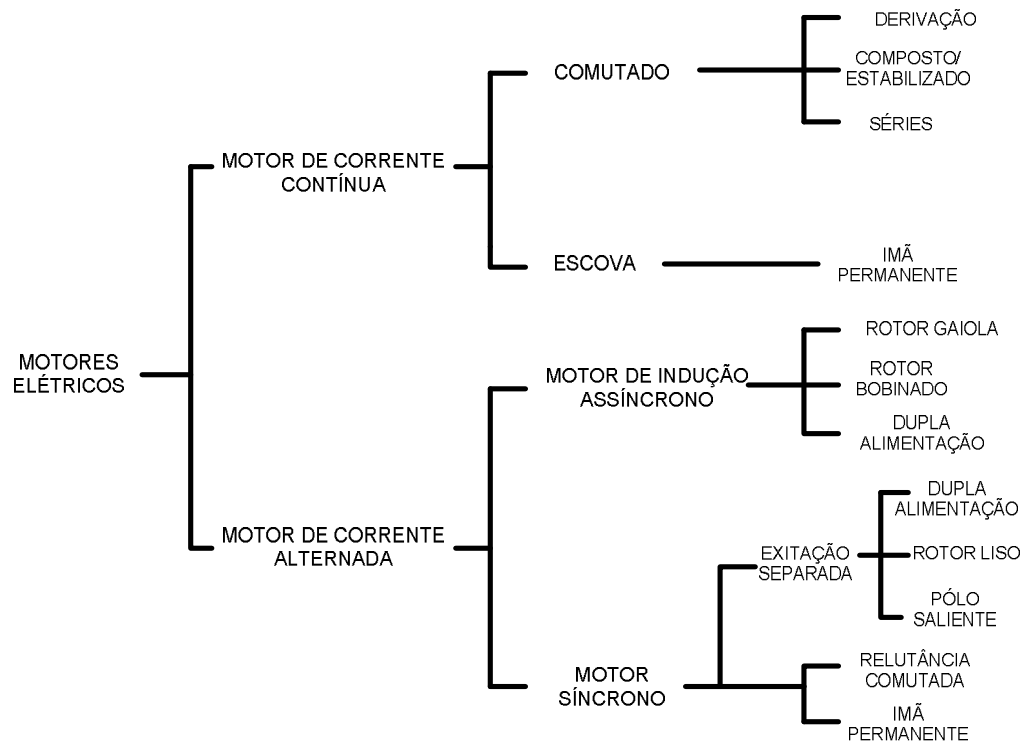 MOTORES
ELÉTRICOS
MOTOR DE CORRENTE
CONTÍNUA
COMUTADO
DERIVAÇÃO
COMPOSTO/
ESTABILIZADO
SÉRIES
ESCOVA
IMÃ
PERMANENTE
MOTOR DE CORRENTE
ALTERNADA
MOTOR DE INDUÇÃO
ASSÍNCRONO
ROTOR GAIOLA
ROTOR
BOBINADO
DUPLA
ALIMENTAÇÃO
MOTOR
SÍNCRONO
EXITAÇÃO
SEPARADA
DUPLA
ALIMENTAÇÃO
ROTOR LISO
PÓLO
SALIENTE
RELUTÂNCIA
COMUTADA
IMÃ
PERMANENTE